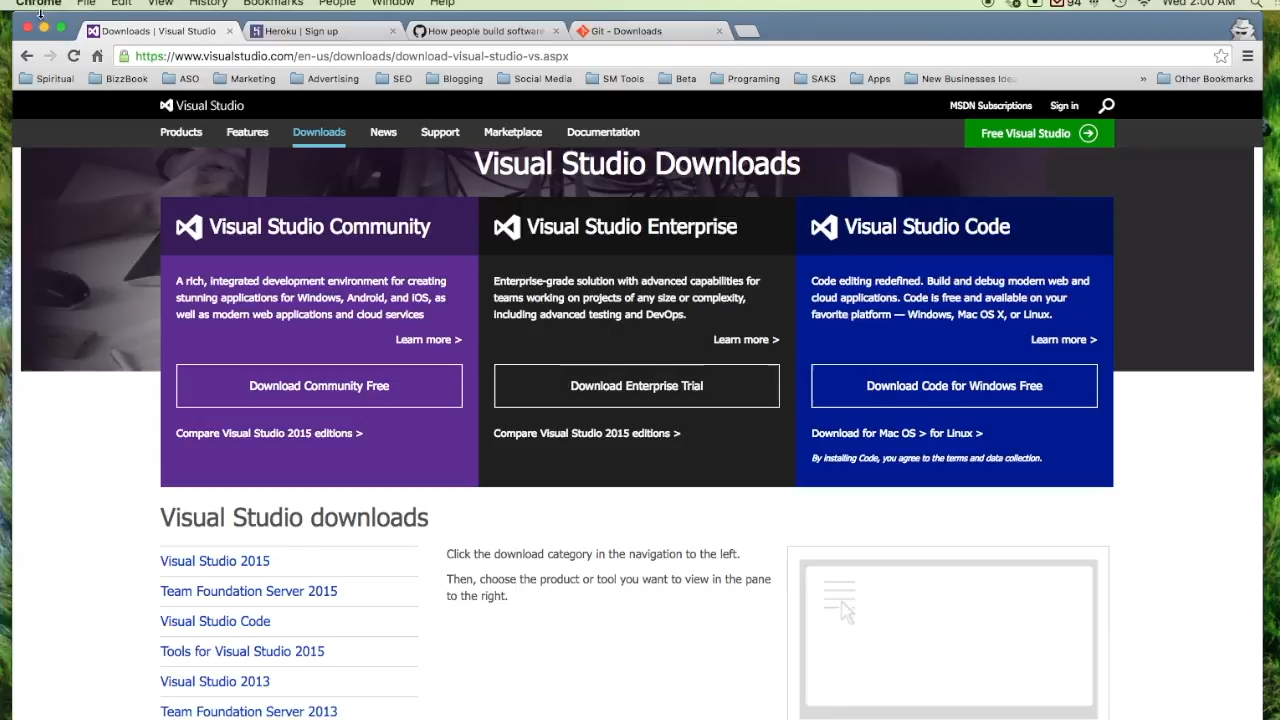 Chrome File Edit View History Bookmarks People Window Help 94 Wed 2:00 AM
Downloads | Visual Studio Heroku | Sign up How people build software Git - Downloads
https://www.visualstudio.com/en-us/downloads/download-visual-studio-vs.aspx
Spiritual BizzBook ASO Marketing Advertising SEO Blogging Social Media SM Tools Beta Programing SAKS Apps New Businesses Idea » Other Bookmarks
Visual Studio MSDN Subscriptions Sign in
Products Features Downloads News Support Marketplace Documentation Free Visual Studio
Visual Studio Downloads
Visual Studio Community
A rich, integrated development environment for creating
stunning applications for Windows, Android, and iOS, as
well as modern web applications and cloud services
Learn more >
Download Community Free
Compare Visual Studio 2015 editions >
Visual Studio Enterprise
Enterprise-grade solution with advanced capabilities for
teams working on projects of any size or complexity,
including advanced testing and DevOps.
Learn more >
Download Enterprise Trial
Compare Visual Studio 2015 editions >
Visual Studio Code
Code editing redefined. Build and debug modern web and
cloud applications. Code is free and available on your
favorite platform — Windows, Mac OS X, or Linux.
Learn more >
Download Code for Windows Free
Download for Mac OS > for Linux >
By installing Code, you agree to the terms and data collection.
Visual Studio downloads
Visual Studio 2015
Team Foundation Server 2015
Visual Studio Code
Tools for Visual Studio 2015
Visual Studio 2013
Team Foundation Server 2013
Click the download category in the navigation to the left.
Then, choose the product or tool you want to view in the pane
to the right.